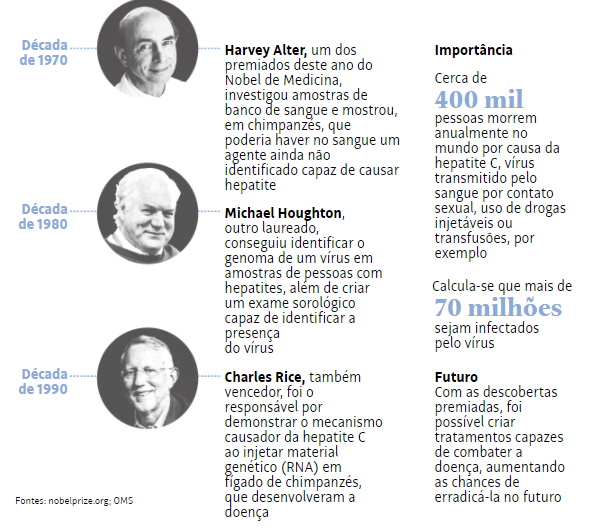 Década
de 1970
Harvey Alter, um dos
premiados deste ano do
Nobel de Medicina,
investigou amostras de
banco de sangue e mostrou,
em chimpanzés, que
poderia haver no sangue um
agente ainda não
identificado capaz de causar
hepatite
Década
de 1980
Michael Houghton,
outro laureado,
conseguiu identificar o
genoma de um vírus em
amostras de pessoas com
hepatites, além de criar
um exame sorológico
capaz de identificar a
presença
do vírus
Década
de 1990
Charles Rice, também
vencedor, foi o
responsável por
demonstrar o mecanismo
causador da hepatite C
ao injetar material
genético (RNA) em
fígado de chimpanzés,
que desenvolveram a
doença
Importância
Cerca de
400 mil
pessoas morrem
anualmente no
mundo por causa da
hepatite C, vírus
transmitido pelo
sangue por contato
sexual, uso de drogas
injetáveis ou
transfusões, por
exemplo
Calcula-se que mais de
70 milhões
sejam infectados
pelo vírus
Futuro
Com as descobertas
premiadas, foi
possível criar
tratamentos capazes
de combater a
doença, aumentando
as chances de
erradicá-la no futuro
Fontes: nobelprize.org; OMS